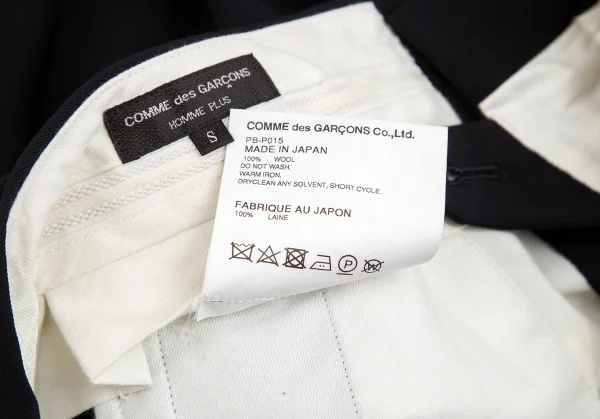 COMME des GARÇONS
HOMME PLUS
S
COMME des GARÇONS Co., Ltd.
PB-P015
MADE IN JAPAN
100% WOOL
DO NOT WASH.
WARM IRON.
DRYCLEAN ANY SOLVENT, SHORT CYCLE.
FABRIQUE AU JAPON
100% LAINE
P
W